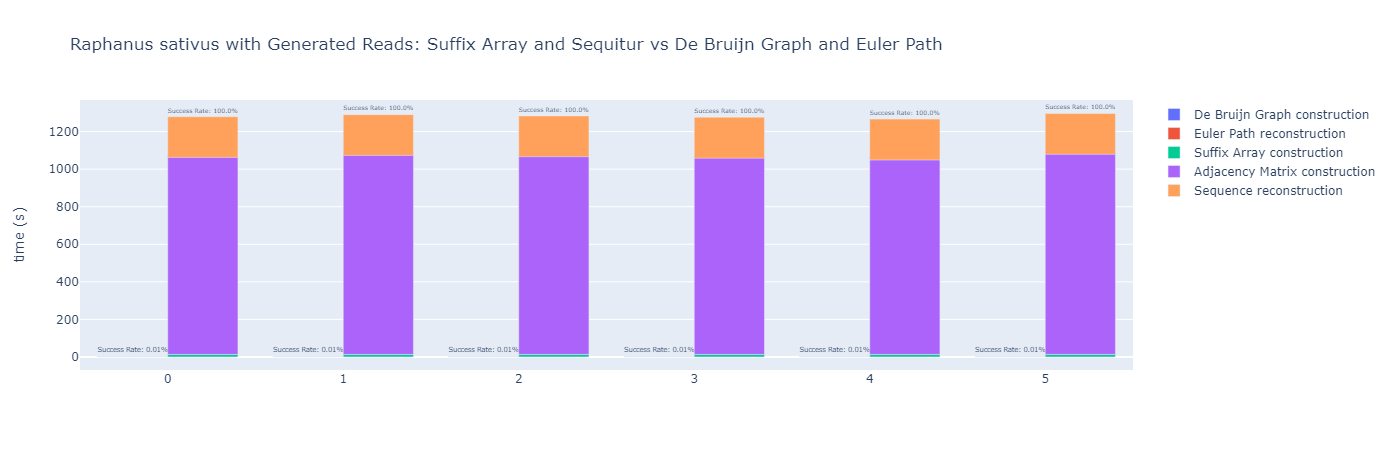 Raphanus sativus with Generated Reads: Suffix Array and Sequitur vs De Bruijn Graph and Euler Path
Success Rate: 100.0%
Success Rate: 100.0%
Success Rate: 100.0%
Success Rate: 100.0%
Success Rate: 100.0%
Success Rate: 100.0%
De Bruijn Graph construction
Euler Path reconstruction
Suffix Array construction
Adjacency Matrix construction
Sequence reconstruction
time (s)
1200
1000
800
600
400
200
0
Success Rate: 0.01%
Success Rate: 0.01%
Success Rate: 0.01%
Success Rate: 0.01%
Success Rate: 0.01%
Success Rate: 0.01%
0
1
2
3
4
5